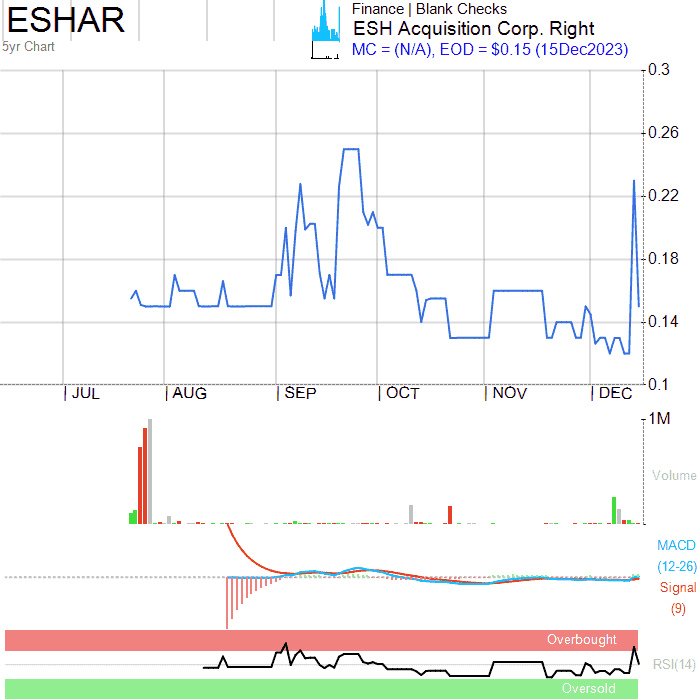 ESHAR
5yr Chart
Finance | Blank Checks
ESH Acquisition Corp. Right
MC = (N/A), EOD = $0.15 (15Dec2023)
0.3
0.26
0.22
0.18
0.14
0.1
| JUL | AUG | SEP | OCT | NOV | DEC
1M
Volume
MACD
(12-26)
Signal
(9)
Overbought
RSI(14)
Oversold